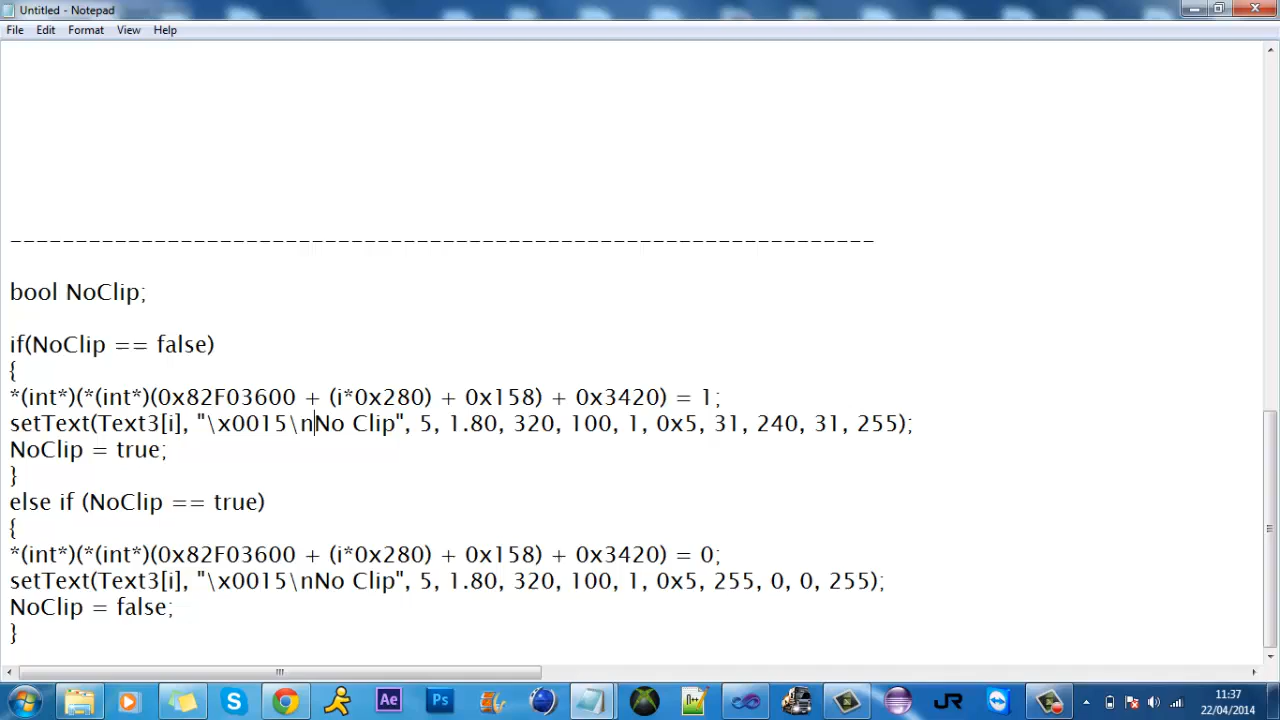 Untitled - Notepad
File Edit Format View Help
------------------------------------------------------------------
bool NoClip;
if(NoClip == false)
{
*(int*)(*(int*)(0x82F03600 + (i*0x280) + 0x158) + 0x3420) = 1;
setText(Text3[i], "\x0015\nNo Clip", 5, 1.80, 320, 100, 1, 0x5, 31, 240, 31, 255);
NoClip = true;
}
else if (NoClip == true)
{
*(int*)(*(int*)(0x82F03600 + (i*0x280) + 0x158) + 0x3420) = 0;
setText(Text3[i], "\x0015\nNo Clip", 5, 1.80, 320, 100, 1, 0x5, 255, 0, 0, 255);
NoClip = false;
}
Ae Ps JR 11:37
22/04/2014